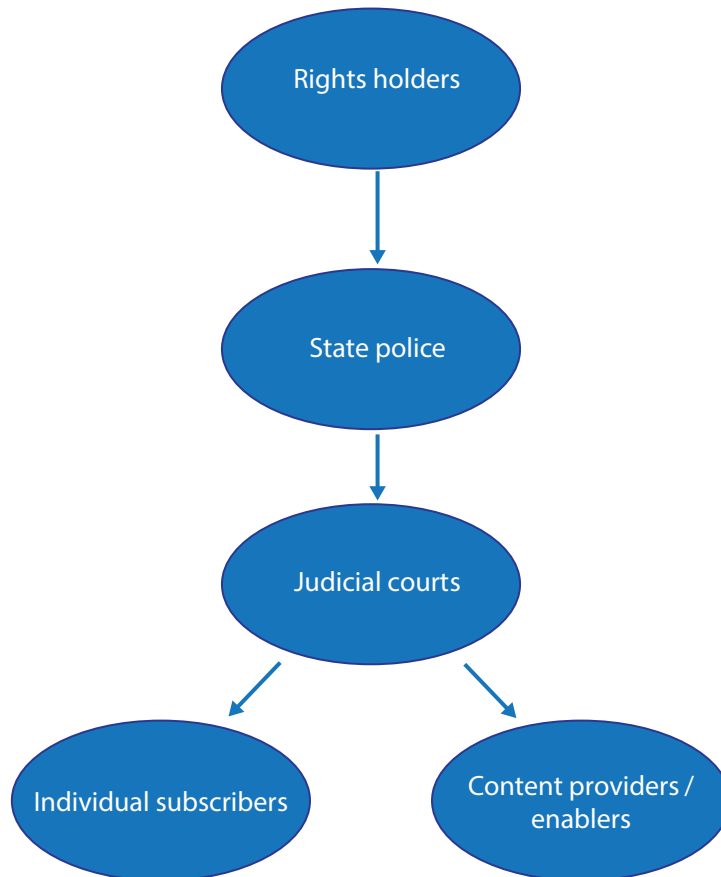 Rights holders
State police
Judicial courts
Individual subscribers
Content providers /
enablers